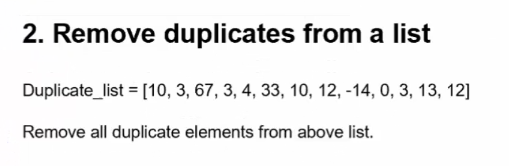 2. Remove duplicates from a list
Duplicate_list = [10, 3, 67, 3, 4, 33, 10, 12, -14, 0, 3, 13, 12]
Remove all duplicate elements from above list.